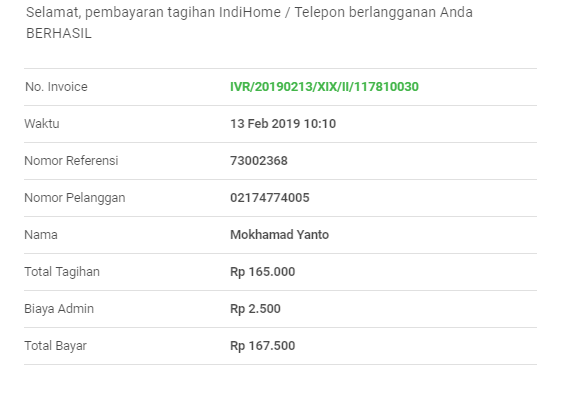 Selamat, pembayaran tagihan IndiHome / Telepon berlangganan Anda
BERHASIL
No. Invoice IVR/20190213/XIX/II/117810030
Waktu 13 Feb 2019 10:10
Nomor Referensi 73002368
Nomor Pelanggan 02174774005
Nama Mokhamad Yanto
Total Tagihan Rp 165.000
Biaya Admin Rp 2.500
Total Bayar Rp 167.500